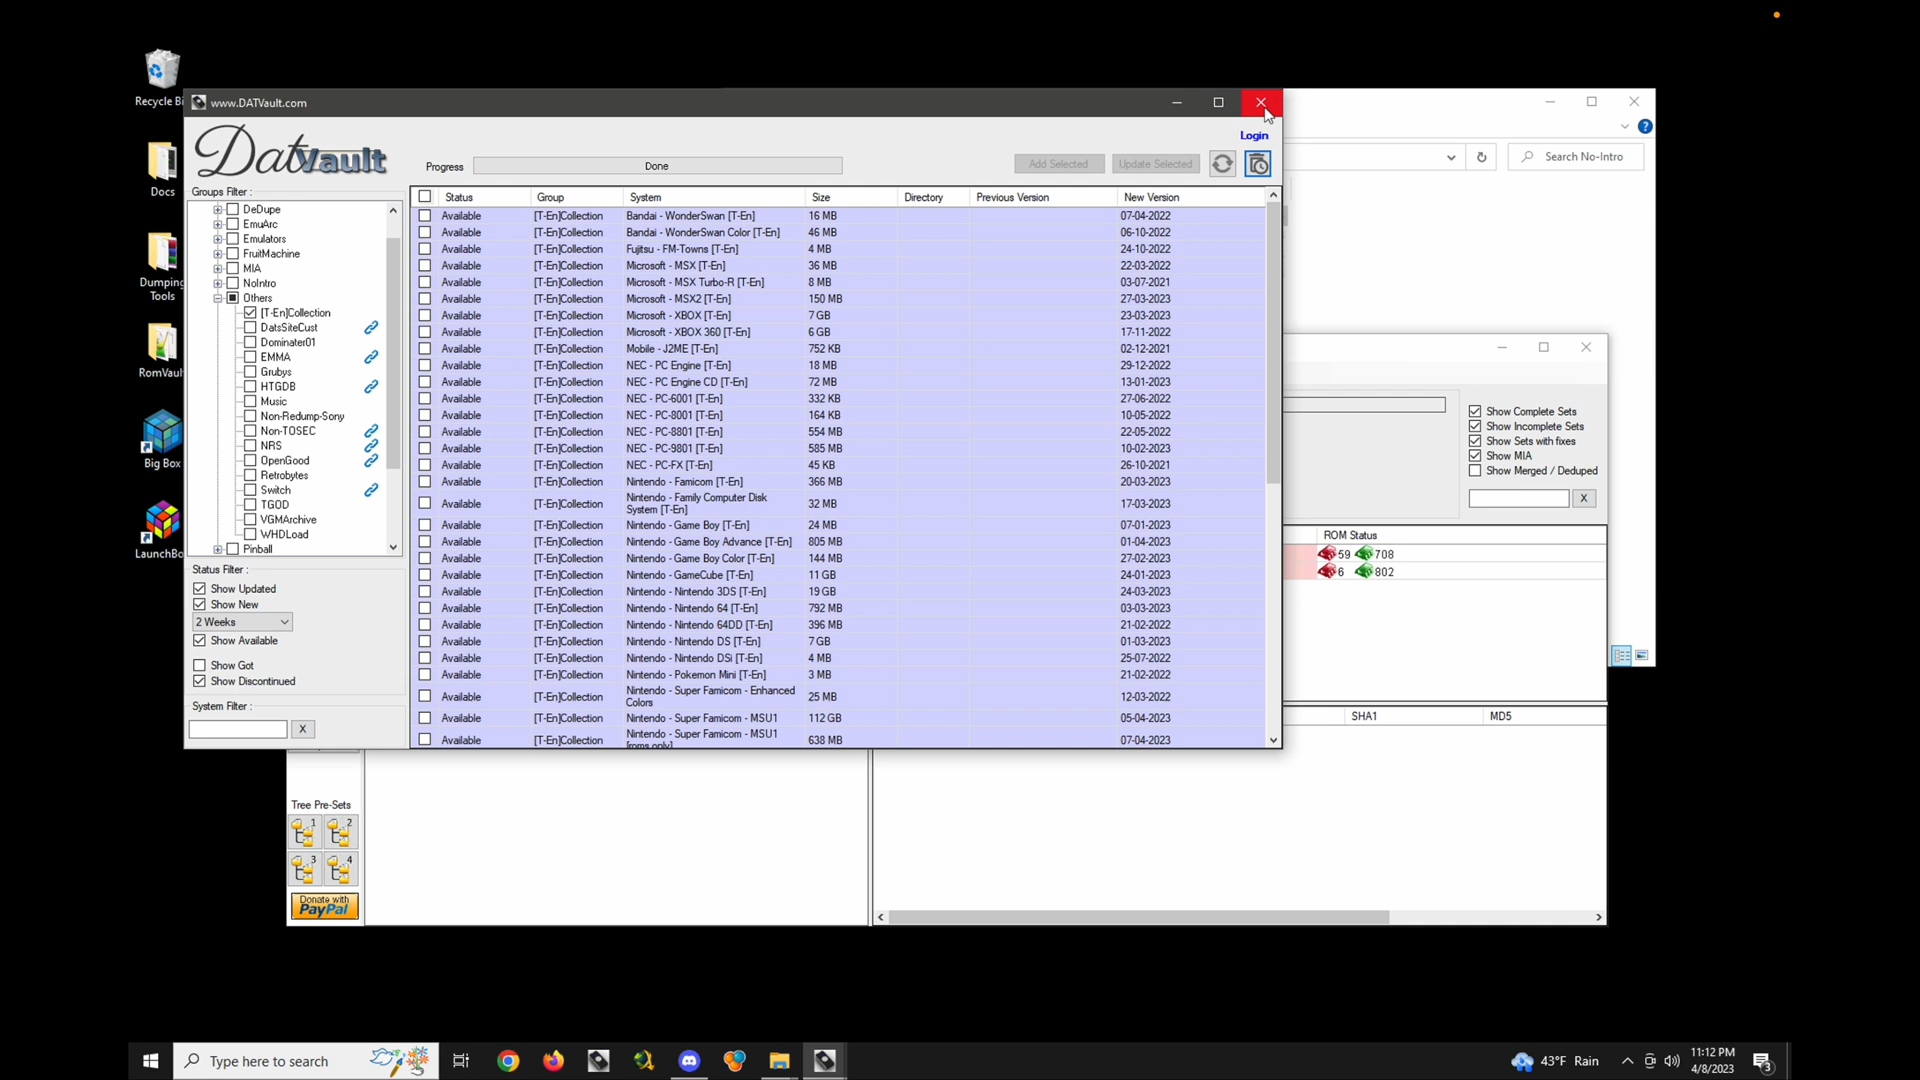 Recycle Bi
Docs
Dumping
Tools
RomVaul
Big Box
LaunchBo
www.DATVault.com
DatVault
Login
Progress
Done
Add Selected
Update Selected
Groups Filter :
DeDupe
EmuArc
Emulators
FruitMachine
MIA
NoIntro
Others
[T-En]Collection
DatsSiteCust
Dominater01
EMMA
Grubys
HTGDB
Music
Non-Redump-Sony
Non-TOSEC
NRS
OpenGood
Retrobytes
Switch
TGOD
VGMArchive
WHDLoad
Pinball
Status Filter :
Show Updated
Show New
2 Weeks
Show Available
Show Got
Show Discontinued
System Filter :
X
Status Group System Size Directory Previous Version New Version
Available [T-En]Collection Bandai - WonderSwan [T-En] 16 MB 07-04-2022
Available [T-En]Collection Bandai - WonderSwan Color [T-En] 46 MB 06-10-2022
Available [T-En]Collection Fujitsu - FM-Towns [T-En] 4 MB 24-10-2022
Available [T-En]Collection Microsoft - MSX [T-En] 36 MB 22-03-2022
Available [T-En]Collection Microsoft - MSX Turbo-R [T-En] 8 MB 03-07-2021
Available [T-En]Collection Microsoft - MSX2 [T-En] 150 MB 27-03-2023
Available [T-En]Collection Microsoft - XBOX [T-En] 7 GB 23-03-2023
Available [T-En]Collection Microsoft - XBOX 360 [T-En] 6 GB 17-11-2022
Available [T-En]Collection Mobile - J2ME [T-En] 752 KB 02-12-2021
Available [T-En]Collection NEC - PC Engine [T-En] 18 MB 29-12-2022
Available [T-En]Collection NEC - PC Engine CD [T-En] 72 MB 13-01-2023
Available [T-En]Collection NEC - PC-6001 [T-En] 332 KB 27-06-2022
Available [T-En]Collection NEC - PC-8001 [T-En] 164 KB 10-05-2022
Available [T-En]Collection NEC - PC-8801 [T-En] 554 MB 22-05-2022
Available [T-En]Collection NEC - PC-9801 [T-En] 585 MB 10-02-2023
Available [T-En]Collection NEC - PC-FX [T-En] 45 KB 26-10-2021
Available [T-En]Collection Nintendo - Famicom [T-En] 366 MB 20-03-2023
Available [T-En]Collection Nintendo - Family Computer Disk System [T-En] 32 MB 17-03-2023
Available [T-En]Collection Nintendo - Game Boy [T-En] 24 MB 07-01-2023
Available [T-En]Collection Nintendo - Game Boy Advance [T-En] 805 MB 01-04-2023
Available [T-En]Collection Nintendo - Game Boy Color [T-En] 144 MB 27-02-2023
Available [T-En]Collection Nintendo - GameCube [T-En] 11 GB 24-01-2023
Available [T-En]Collection Nintendo - Nintendo 3DS [T-En] 19 GB 24-03-2023
Available [T-En]Collection Nintendo - Nintendo 64 [T-En] 792 MB 03-03-2023
Available [T-En]Collection Nintendo - Nintendo 64DD [T-En] 396 MB 21-02-2022
Available [T-En]Collection Nintendo - Nintendo DS [T-En] 7 GB 01-03-2023
Available [T-En]Collection Nintendo - Nintendo DSi [T-En] 4 MB 25-07-2022
Available [T-En]Collection Nintendo - Pokemon Mini [T-En] 3 MB 21-02-2022
Available [T-En]Collection Nintendo - Super Famicom - Enhanced Colors 25 MB 12-03-2022
Available [T-En]Collection Nintendo - Super Famicom - MSU1 112 GB 05-04-2023
Available [T-En]Collection Nintendo - Super Famicom - MSU1 [roms only] 638 MB 07-04-2023
Search No-Intro
Show Complete Sets
Show Incomplete Sets
Show Sets with fixes
Show MIA
Show Merged / Deduped
X
ROM Status
59 708
6 802
SHA1 MD5
Tree Pre-Sets
1 2
3 4
Donate with
PayPal
Type here to search
43°F Rain
11:12 PM
4/8/2023
3